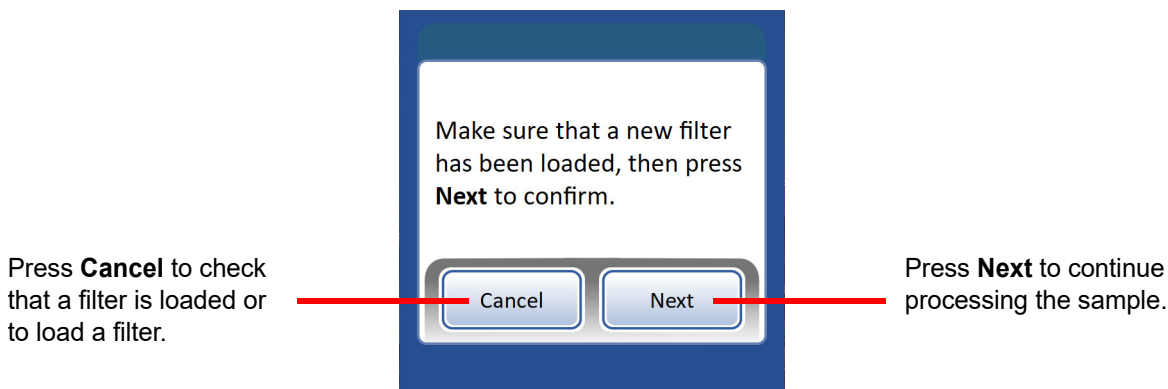 Make sure that a new filter
has been loaded, then press
Next to confirm.
Press Cancel to check
that a filter is loaded or
to load a filter.
Cancel
Next
Press Next to continue
processing the sample.